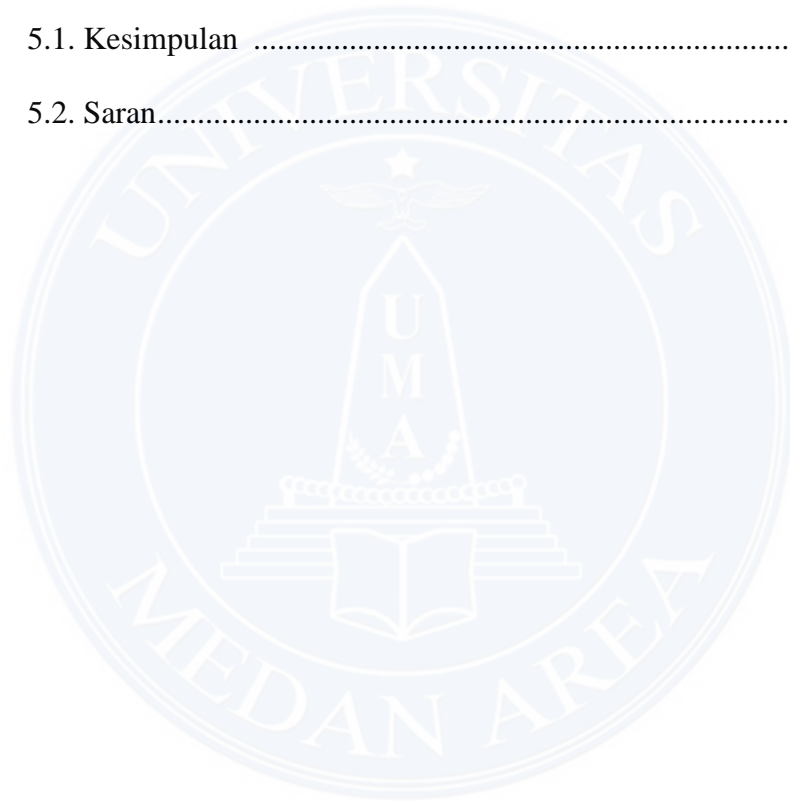 5.1. Kesimpulan ....................................................................
5.2. Saran...............................................................................
UNIVERSITAS
U
M
A
MEDAN AREA